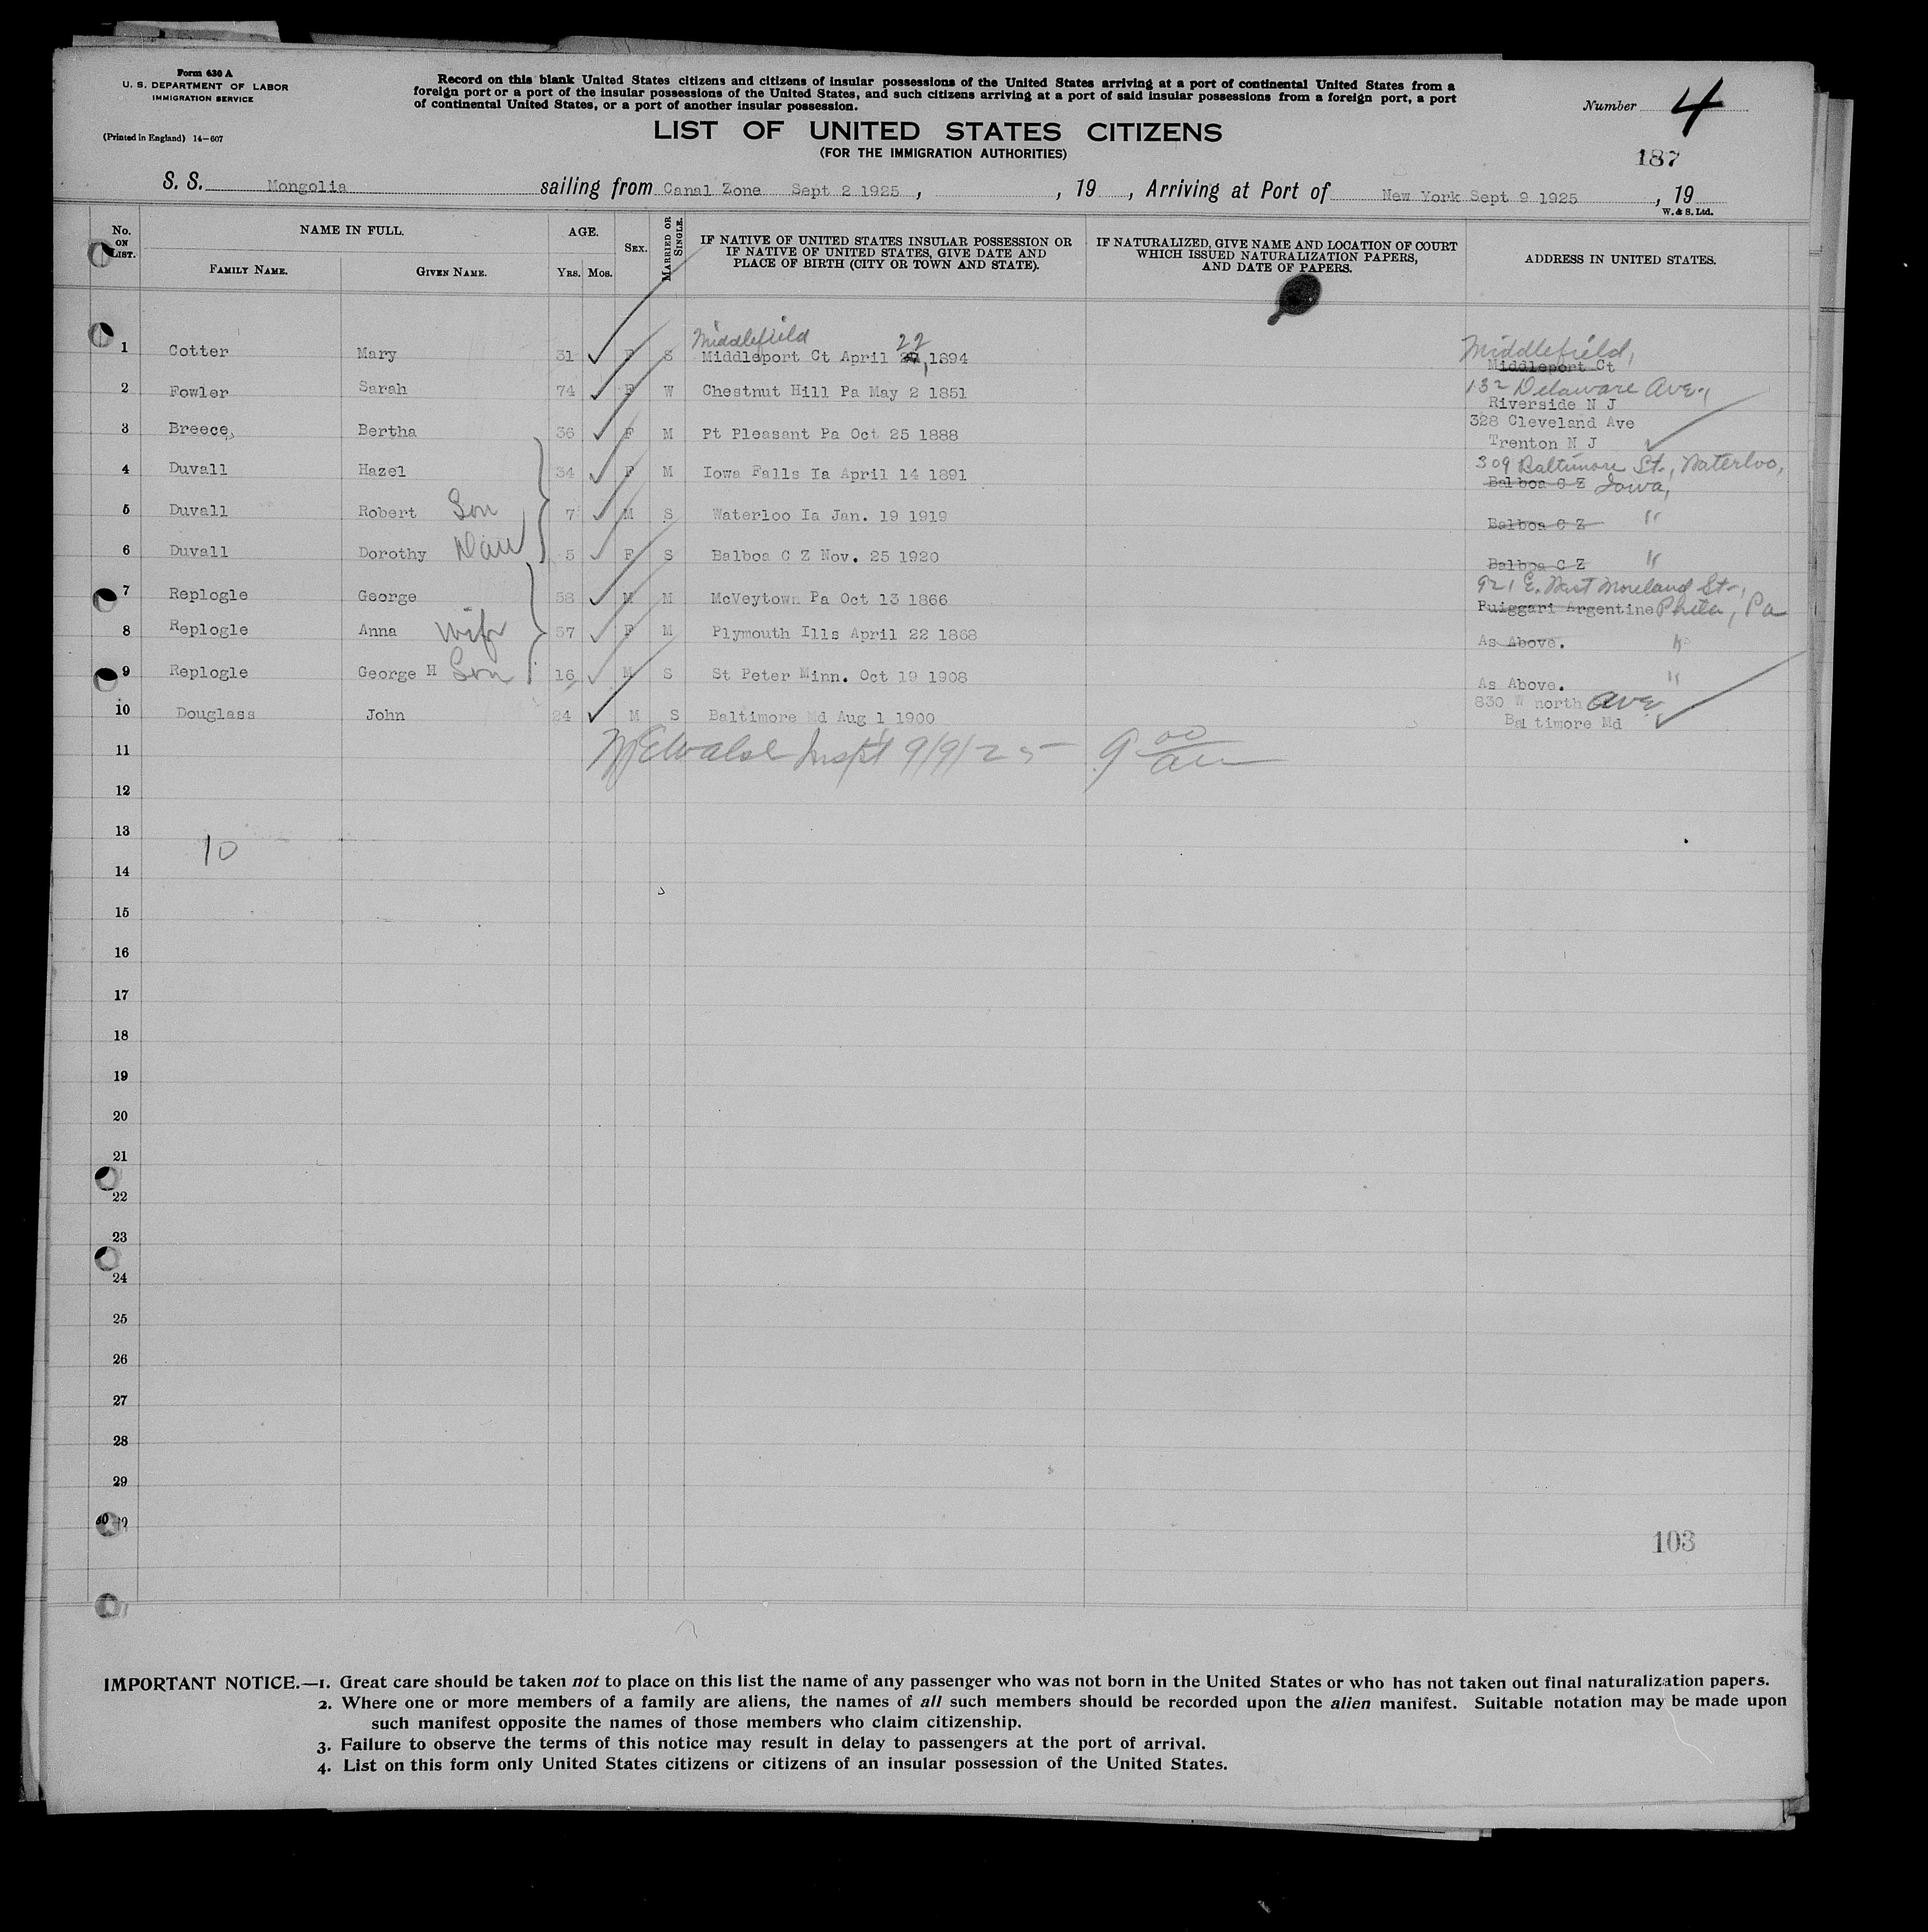 Form 630 A
U. S. DEPARTMENT OF LABOR
IMMIGRATION SERVICE
(Printed in England) 14—607
Record on this blank United States citizens and citizens of insular possessions of the United States arriving at a port of continental United States from a
foreign port or a port of the insular possessions of the United States, and such citizens arriving at a port of said insular possessions from a foreign port, a port
of continental United States, or a port of another insular possession.
Number 4
LIST OF UNITED STATES CITIZENS
(FOR THE IMMIGRATION AUTHORITIES)
187
S. S. Mongolia sailing from Canal Zone Sept 2 1925 , , 19 , Arriving at Port of New York Sept 9 1925 , 19
W. & S. Ltd.
No. ON LIST.
NAME IN FULL.
FAMILY NAME. GIVEN NAME.
AGE.
YRS. MOS.
SEX.
MARRIED OR SINGLE.
IF NATIVE OF UNITED STATES INSULAR POSSESSION OR
IF NATIVE OF UNITED STATES, GIVE DATE AND
PLACE OF BIRTH (CITY OR TOWN AND STATE).
IF NATURALIZED, GIVE NAME AND LOCATION OF COURT
WHICH ISSUED NATURALIZATION PAPERS,
AND DATE OF PAPERS.
ADDRESS IN UNITED STATES.
Middlefield 22 Middlefield,
1 Cotter Mary 31 F S Middleport Ct April 1894 Middleport Ct
132 Delaware Ave.,
2 Fowler Sarah 74 F W Chestnut Hill Pa May 2 1851 Riverside N J
3 Breece Bertha 36 F M Pt Pleasant Pa Oct 25 1888 328 Cleveland Ave
Trenton N J
309 Baltimore St., Waterloo,
4 Duvall Hazel 34 F M Iowa Falls Ia April 14 1891 Balboa C Z Iowa,
5 Duvall Robert Son 7 M S Waterloo Ia Jan. 19 1919 Balboa C Z "
6 Duvall Dorothy Dau 5 F S Balboa C Z Nov. 25 1920 Balboa C Z "
921 E. West Moreland St.,
7 Replogle George 58 M M McVeytown Pa Oct 13 1866 Puiggari Argentine Phila, Pa
8 Replogle Anna Wife 57 F M Plymouth Ills April 22 1868 As Above. "
9 Replogle George H Son 16 M S St Peter Minn. Oct 19 1908 As Above. "
830 W north Ave
10 Douglass John 24 M S Baltimore Md Aug 1 1900 Baltimore Md
11 Inspt 9/9/25 9 00 am
12
13
10
14
15
16
17
18
19
20
21
22
23
24
25
26
27
28
29
30
103
IMPORTANT NOTICE.—1. Great care should be taken not to place on this list the name of any passenger who was not born in the United States or who has not taken out final naturalization papers.
2. Where one or more members of a family are aliens, the names of all such members should be recorded upon the alien manifest. Suitable notation may be made upon
such manifest opposite the names of those members who claim citizenship.
3. Failure to observe the terms of this notice may result in delay to passengers at the port of arrival.
4. List on this form only United States citizens or citizens of an insular possession of the United States.